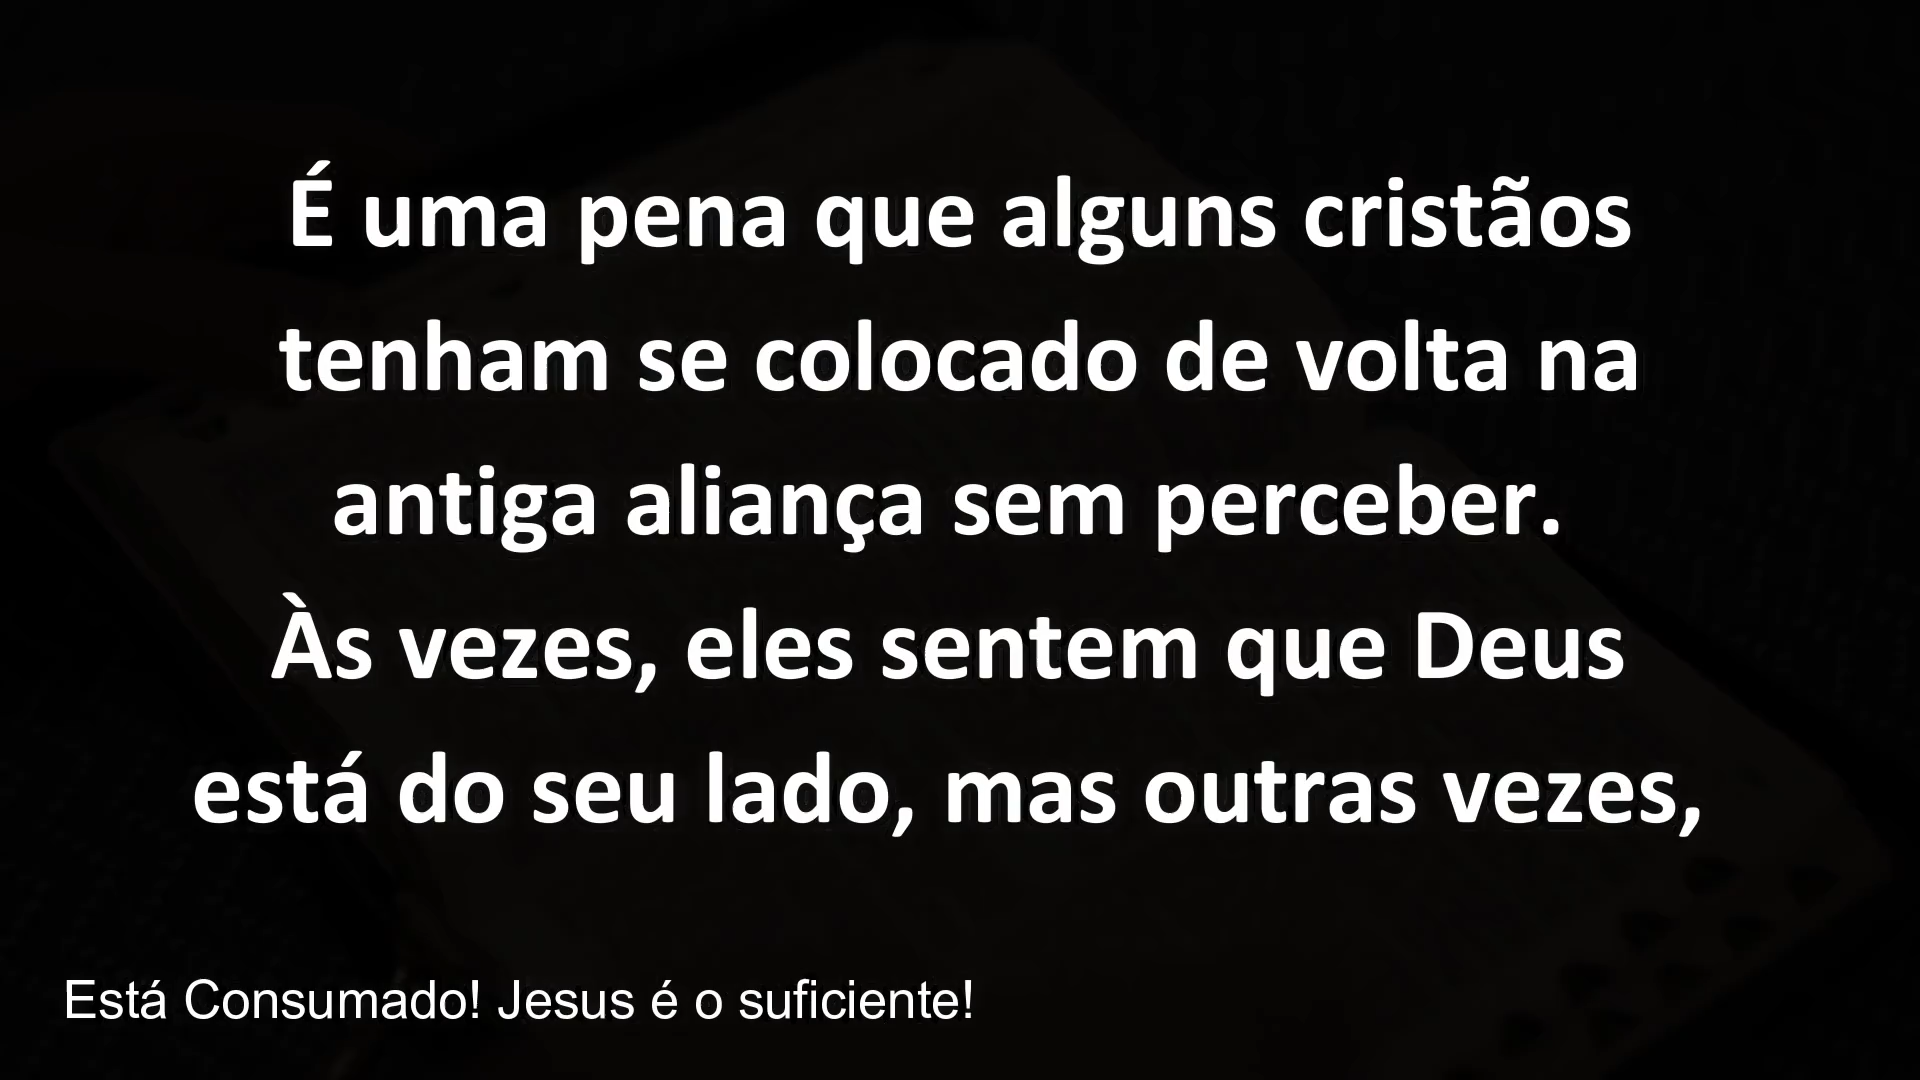 É uma pena que alguns cristãos
tenham se colocado de volta na
antiga aliança sem perceber.
Às vezes, eles sentem que Deus
está do seu lado, mas outras vezes,
Está Consumado! Jesus é o suficiente!